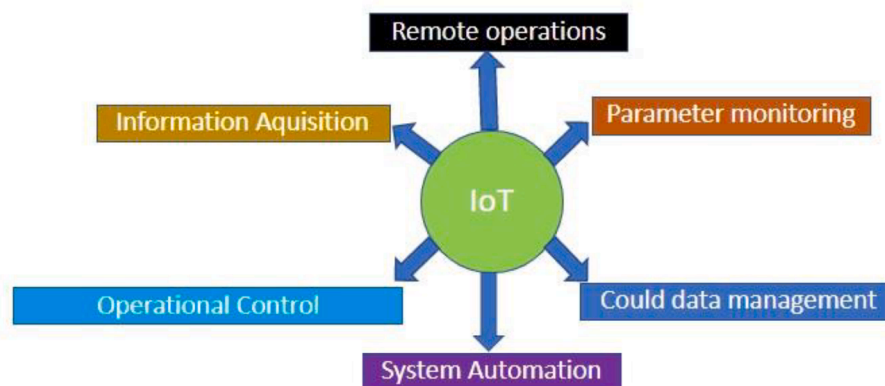 Remote operations
Information Aquisition
Parameter monitoring
IoT
Operational Control
Could data management
System Automation